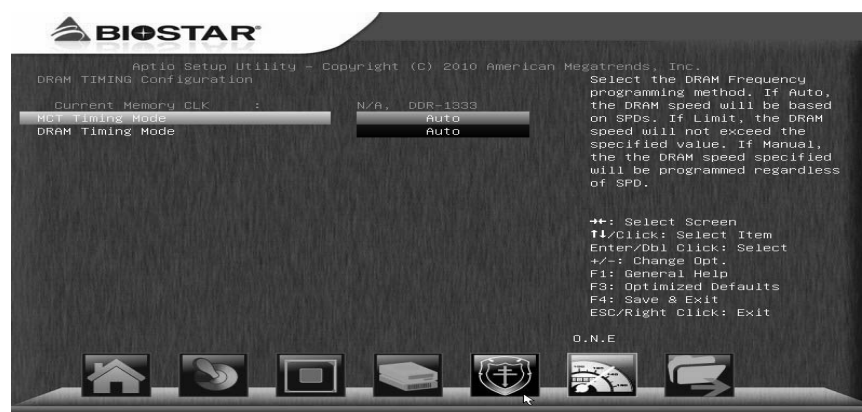 BIOSTAR
Aptio Setup Utility – Copyright (C) 2010 American Megatrends, Inc.
DRAM TIMING Configuration
Current Memory CLK : N/A, DDR-1333
MCT Timing Mode Auto
DRAM Timing Mode Auto
Select the DRAM Frequency
programming method. If Auto,
the DRAM speed will be based
on SPDs. If Limit, the DRAM
speed will not exceed the
specified value. If Manual,
the the DRAM speed specified
will be programmed regardless
of SPD.
→←: Select Screen
↑↓/Click: Select Item
Enter/Dbl Click: Select
+/-: Change Opt.
F1: General Help
F3: Optimized Defaults
F4: Save & Exit
ESC/Right Click: Exit
O.N.E